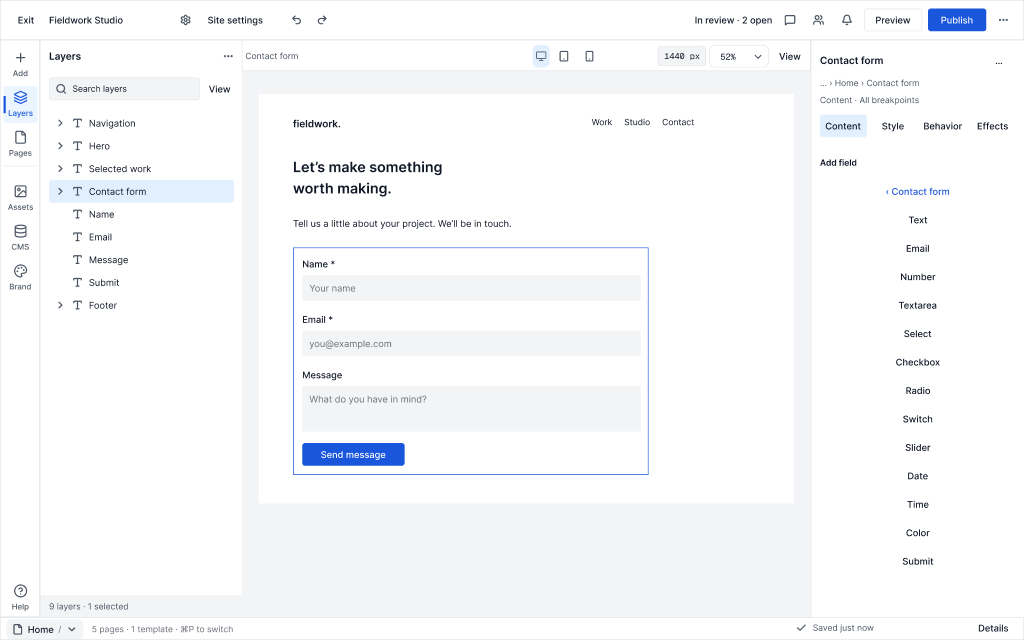 Exit Fieldwork Studio Site settings In review · 2 open Preview Publish ...
Add
Layers
Pages
Assets
CMS
Brand
Help
Layers ...
Search layers View
Navigation
Hero
Selected work
Contact form
Name
Email
Message
Submit
Footer
9 layers · 1 selected
Contact form 1440 px 52% View
fieldwork. Work Studio Contact
Let’s make something
worth making.
Tell us a little about your project. We’ll be in touch.
Name *
Your name
Email *
you@example.com
Message
What do you have in mind?
Send message
Contact form ...
... › Home › Contact form
Content · All breakpoints
Content Style Behavior Effects
Add field
‹ Contact form
Text
Email
Number
Textarea
Select
Checkbox
Radio
Switch
Slider
Date
Time
Color
Submit
Home / 5 pages · 1 template · ⌘P to switch Saved just now Details